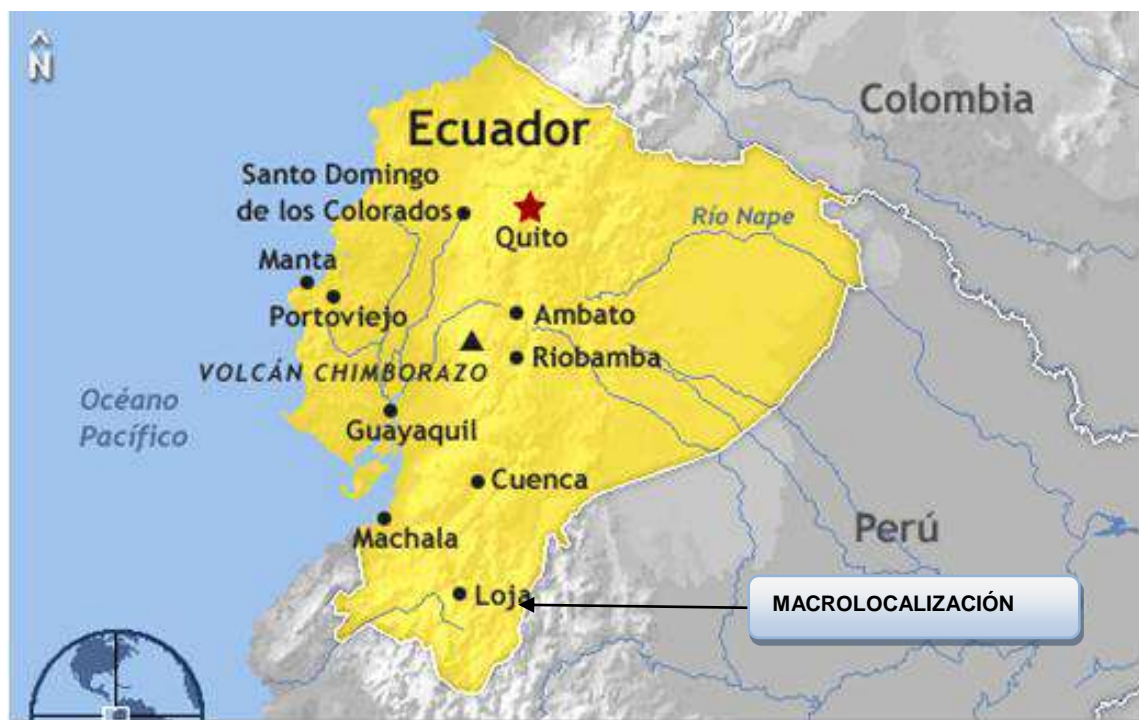 N
Colombia
Ecuador
Santo Domingo
de los Colorados
Quito
Río Nape
Manta
Portoviejo
Ambato
Riobamba
VOLCÁN CHIMBORAZO
Océano
Pacífico
Guayaquil
Cuenca
Machala
Perú
Loja
MACROLOCALIZACIÓN